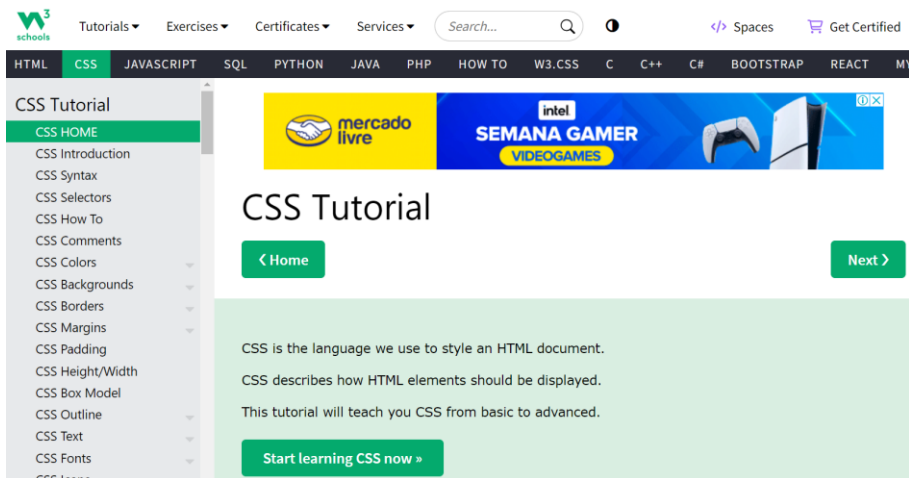 3
schools
Tutorials Exercises Certificates Services Search... Spaces Get Certified
HTML CSS JAVASCRIPT SQL PYTHON JAVA PHP HOW TO W3.CSS C C++ C# BOOTSTRAP REACT MY
CSS Tutorial
CSS HOME
CSS Introduction
CSS Syntax
CSS Selectors
CSS How To
CSS Comments
CSS Colors
CSS Backgrounds
CSS Borders
CSS Margins
CSS Padding
CSS Height/Width
CSS Box Model
CSS Outline
CSS Text
CSS Fonts
mercado
livre
intel.
SEMANA GAMER
VIDEOGAMES
CSS Tutorial
❮ Home
Next ❯
CSS is the language we use to style an HTML document.
CSS describes how HTML elements should be displayed.
This tutorial will teach you CSS from basic to advanced.
Start learning CSS now »